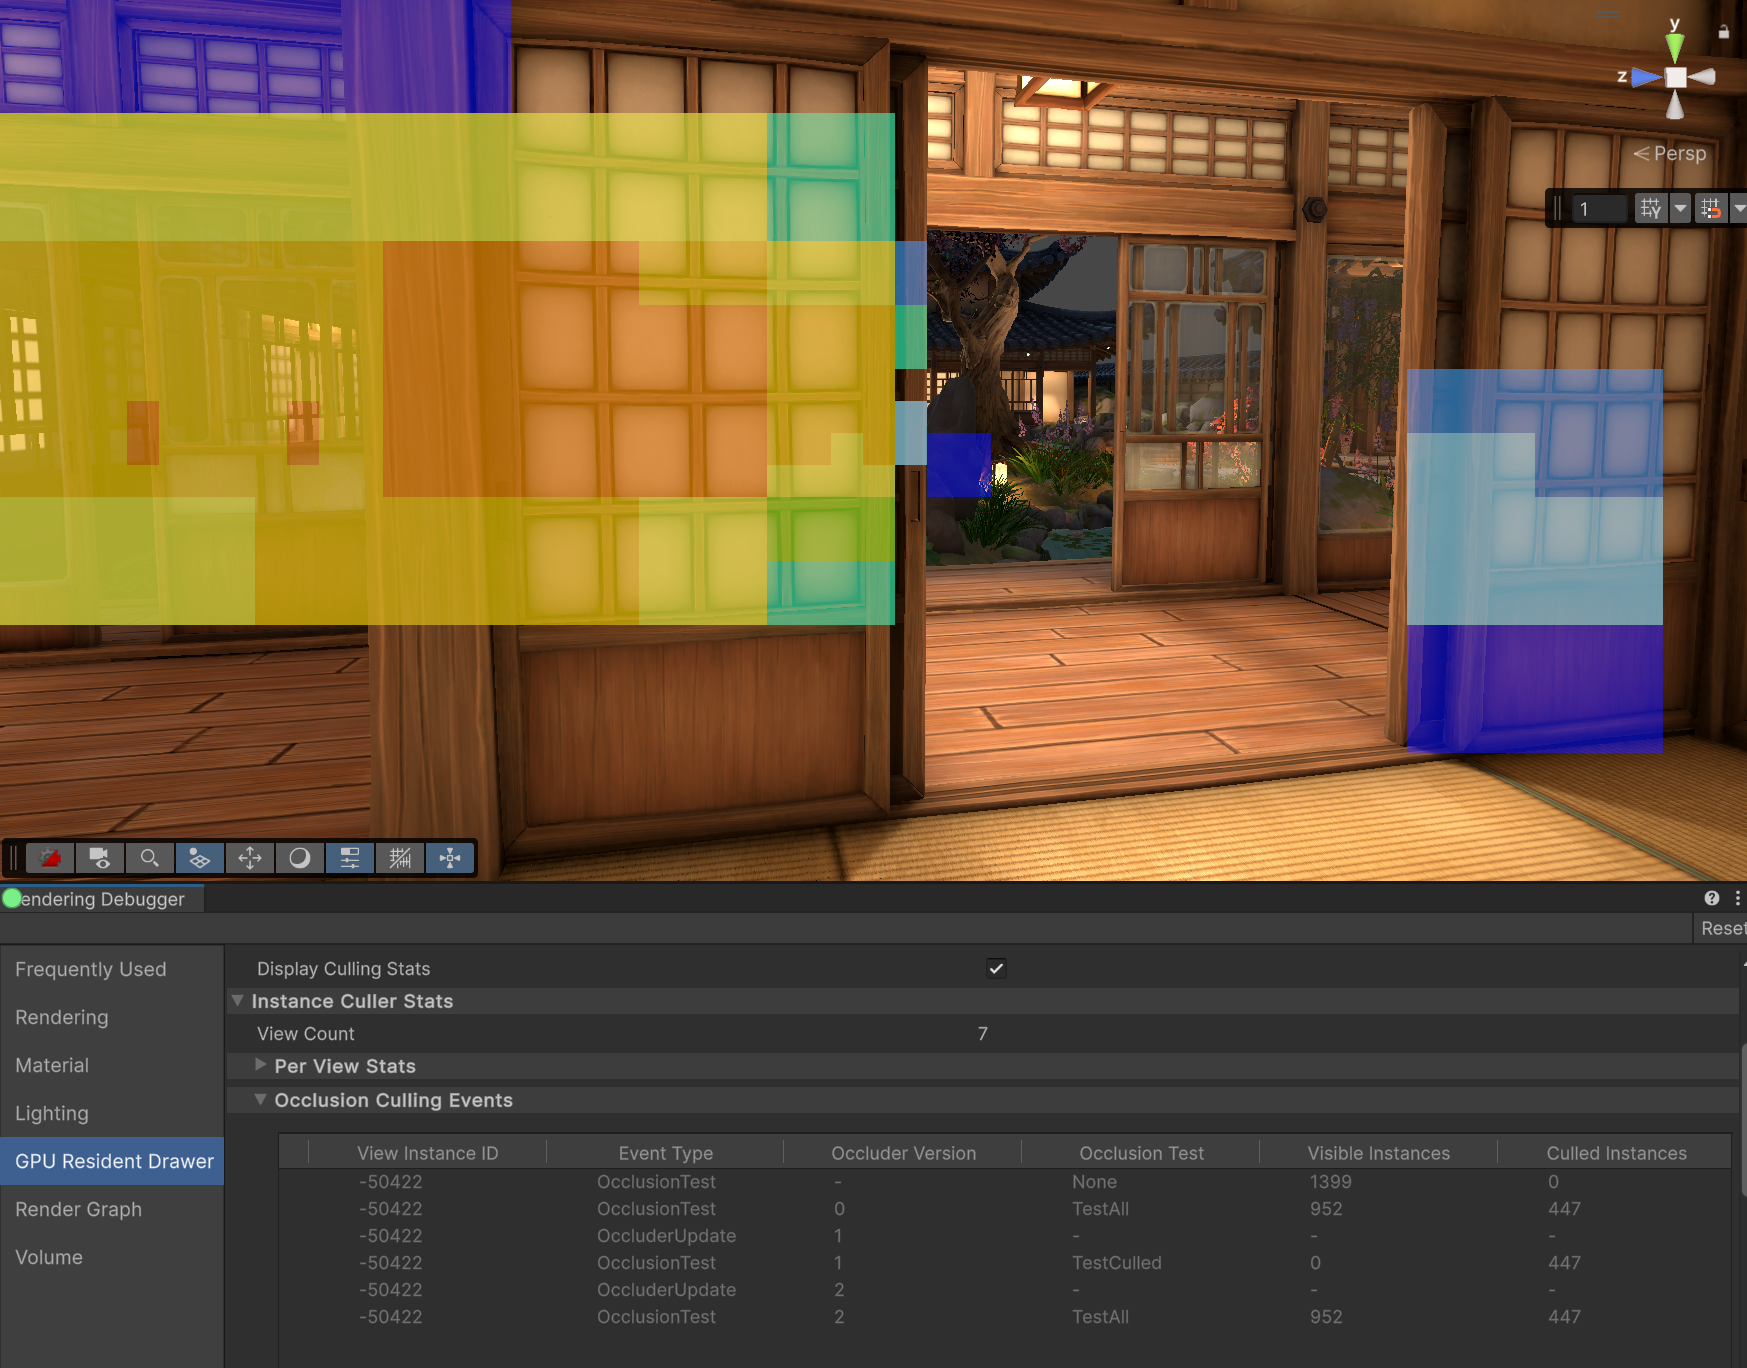 y
z
< Persp
1
endering Debugger
Reset
Frequently Used
Rendering
Material
Lighting
GPU Resident Drawer
Render Graph
Volume
Display Culling Stats
Instance Culler Stats
View Count 7
Per View Stats
Occlusion Culling Events
View Instance ID Event Type Occluder Version Occlusion Test Visible Instances Culled Instances
-50422 OcclusionTest - None 1399 0
-50422 OcclusionTest 0 TestAll 952 447
-50422 OccluderUpdate 1 - - -
-50422 OcclusionTest 1 TestCulled 0 447
-50422 OccluderUpdate 2 - - -
-50422 OcclusionTest 2 TestAll 952 447